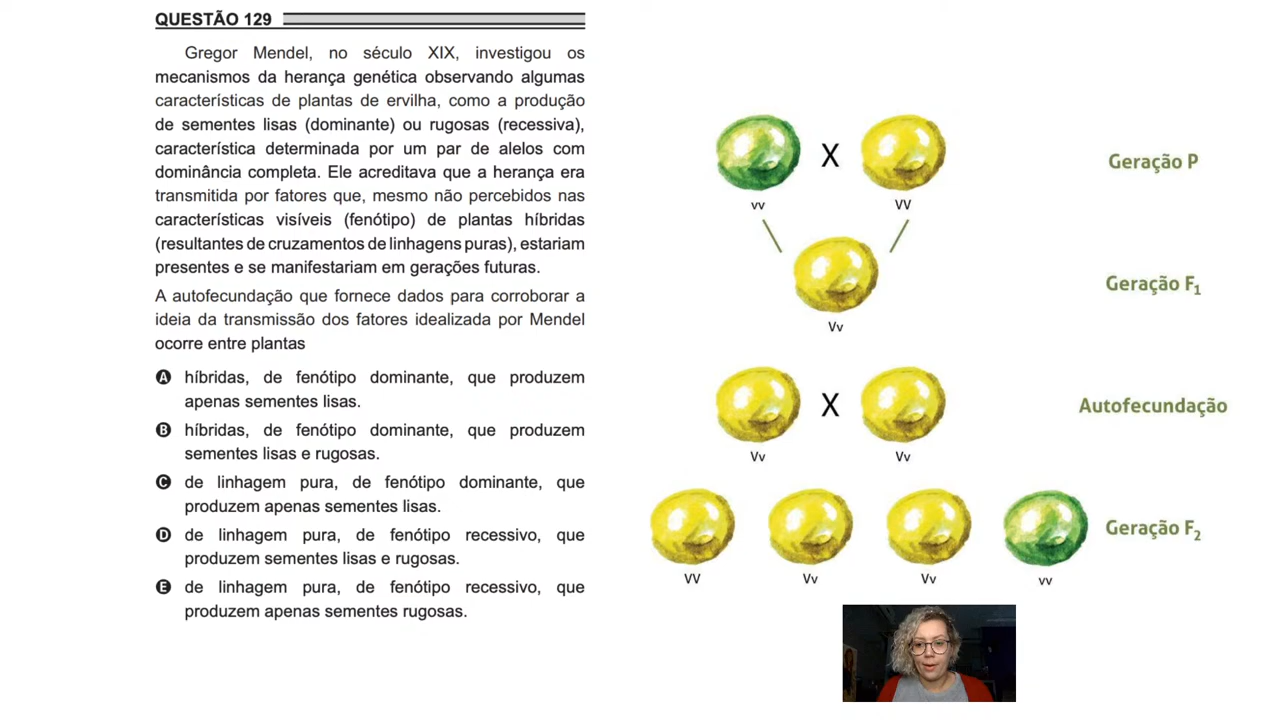 QUESTÃO 129
Gregor Mendel, no século XIX, investigou os
mecanismos da herança genética observando algumas
características de plantas de ervilha, como a produção
de sementes lisas (dominante) ou rugosas (recessiva),
característica determinada por um par de alelos com
dominância completa. Ele acreditava que a herança era
transmitida por fatores que, mesmo não percebidos nas
características visíveis (fenótipo) de plantas híbridas
(resultantes de cruzamentos de linhagens puras), estariam
presentes e se manifestariam em gerações futuras.
A autofecundação que fornece dados para corroborar a
ideia da transmissão dos fatores idealizada por Mendel
ocorre entre plantas
A híbridas, de fenótipo dominante, que produzem
apenas sementes lisas.
B híbridas, de fenótipo dominante, que produzem
sementes lisas e rugosas.
C de linhagem pura, de fenótipo dominante, que
produzem apenas sementes lisas.
D de linhagem pura, de fenótipo recessivo, que
produzem sementes lisas e rugosas.
E de linhagem pura, de fenótipo recessivo, que
produzem apenas sementes rugosas.
X Geração P
vv VV
Geração F1
Vv
X Autofecundação
Vv Vv
Geração F2
VV Vv Vv vv